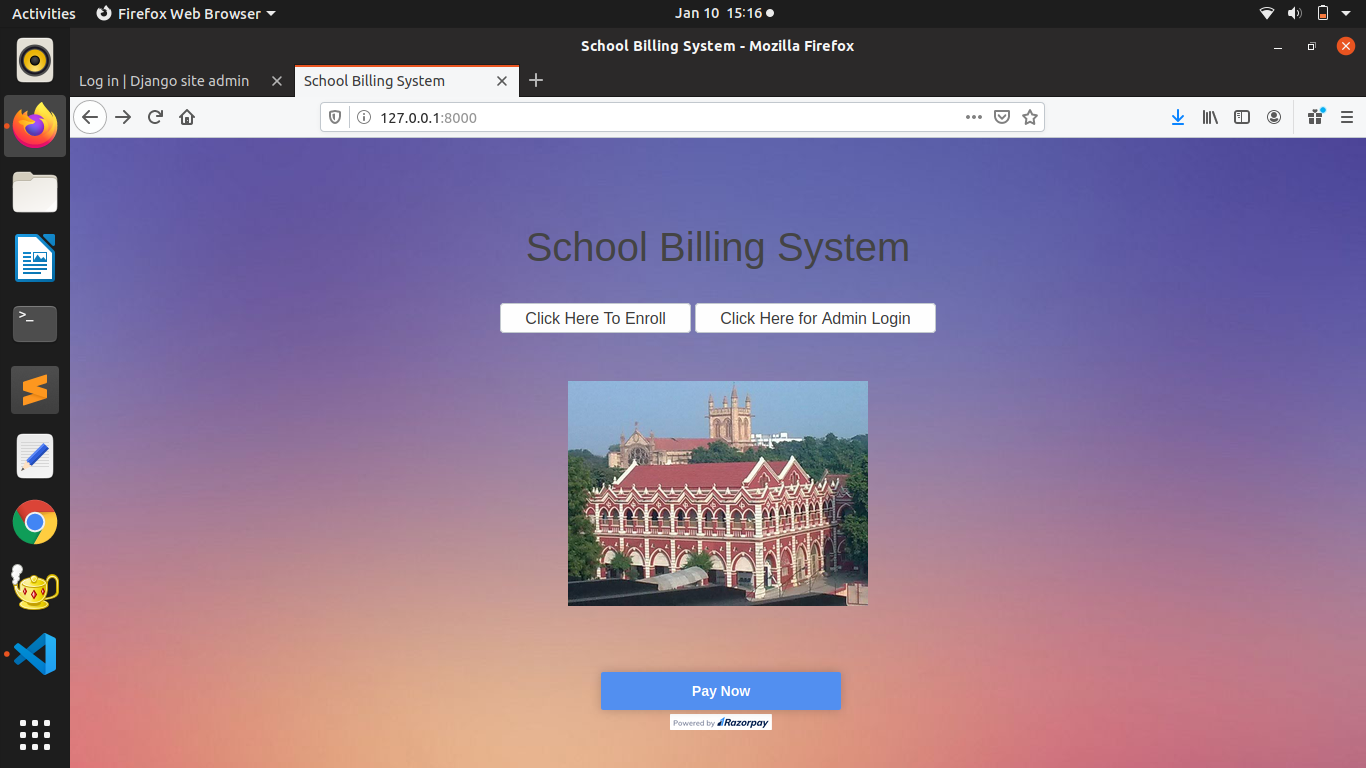 Activities Firefox Web Browser Jan 10 15:16
School Billing System - Mozilla Firefox
Log in | Django site admin School Billing System
127.0.0.1:8000
School Billing System
Click Here To Enroll Click Here for Admin Login
Pay Now
Powered by Razorpay
>_